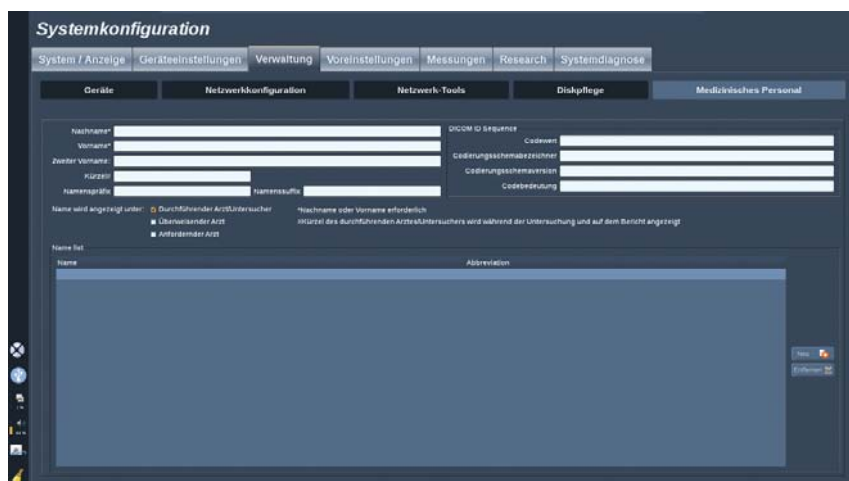 Systemkonfiguration
System / Anzeige Geräteeinstellungen Verwaltung Voreinstellungen Messungen Research Systemdiagnose
Geräte Netzwerkkonfiguration Netzwerk-Tools Diskpflege Medizinisches Personal
Nachname*
Vorname*
Zweiter Vorname:
Kürzel#
Namenspräfix Namenssuffix
DICOM ID Sequence
Codewert
Codierungsschemabezeichner
Codierungsschemaversion
Codebedeutung
Name wird angezeigt unter: Durchführender Arzt/Untersucher *Nachname oder Vorname erforderlich
Überweisender Arzt #Kürzel des durchführenden Arztes/Untersuchers wird während der Untersuchung und auf dem Bericht angezeigt
Anfordernder Arzt
Name list
Name Abbreviation
Neu
Entfernen